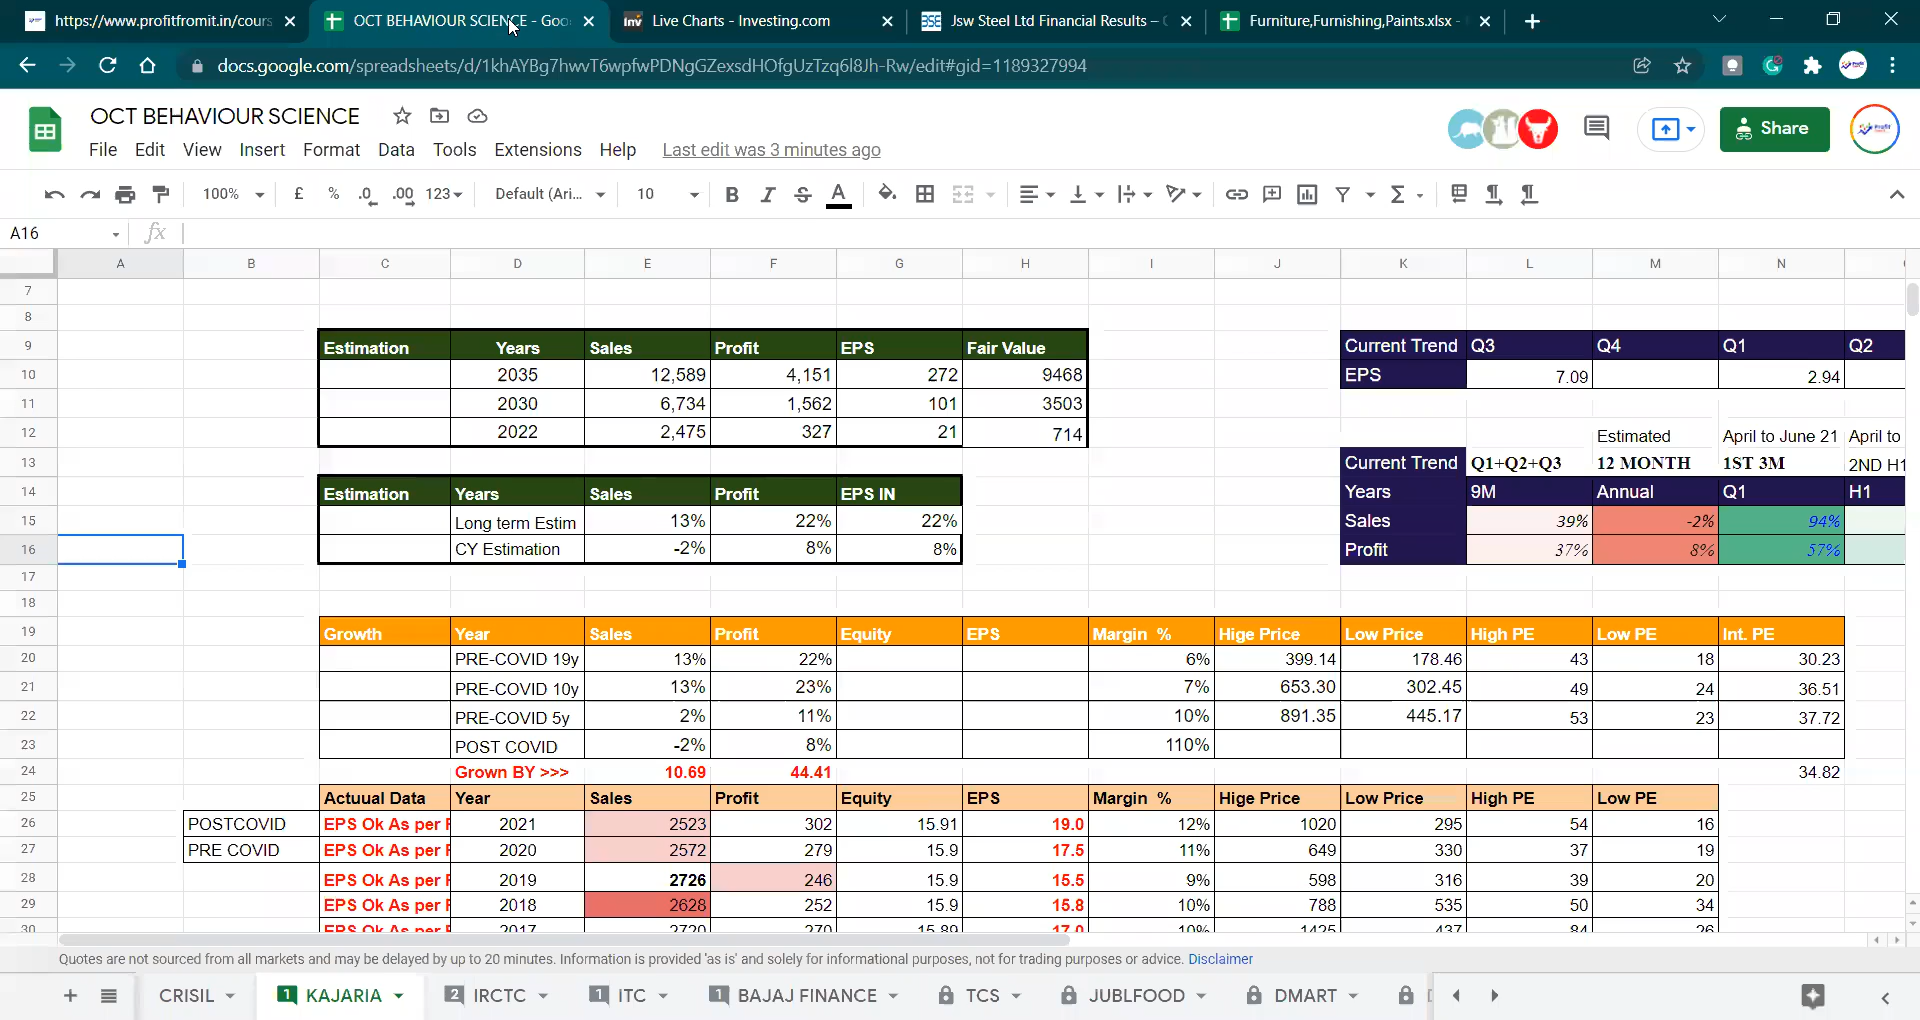 https://www.profitfromit.in/cours
OCT BEHAVIOUR SCIENCE - Goo
Live Charts - Investing.com
Jsw Steel Ltd Financial Results –
Furniture,Furnishing,Paints.xlsx -
docs.google.com/spreadsheets/d/1khAYBg7hwvT6wpfwPDNgGZexsdHOfgUzTzq6l8Jh-Rw/edit#gid=1189327994
OCT BEHAVIOUR SCIENCE
File Edit View Insert Format Data Tools Extensions Help Last edit was 3 minutes ago
Share
100% £ % .0 .00 123 Default (Ari... 10 B I S A
A16 fx
A B C D E F G H I J K L M N
7
8
9 Estimation Years Sales Profit EPS Fair Value Current Trend Q3 Q4 Q1 Q2
10 2035 12,589 4,151 272 9468 EPS 7.09 2.94
11 2030 6,734 1,562 101 3503
12 2022 2,475 327 21 714 Estimated April to June 21 April to
13 Current Trend Q1+Q2+Q3 12 MONTH 1ST 3M 2ND H1
14 Estimation Years Sales Profit EPS IN Years 9M Annual Q1 H1
15 Long term Estim 13% 22% 22% Sales 39% -2% 94%
16 CY Estimation -2% 8% 8% Profit 37% 8% 57%
17
18
19 Growth Year Sales Profit Equity EPS Margin % Hige Price Low Price High PE Low PE Int. PE
20 PRE-COVID 19y 13% 22% 6% 399.14 178.46 43 18 30.23
21 PRE-COVID 10y 13% 23% 7% 653.30 302.45 49 24 36.51
22 PRE-COVID 5y 2% 11% 10% 891.35 445.17 53 23 37.72
23 POST COVID -2% 8% 110%
24 Grown BY >>> 10.69 44.41 34.82
25 Actuual Data Year Sales Profit Equity EPS Margin % Hige Price Low Price High PE Low PE
26 POSTCOVID EPS Ok As per 2021 2523 302 15.91 19.0 12% 1020 295 54 16
27 PRE COVID EPS Ok As per 2020 2572 279 15.9 17.5 11% 649 330 37 19
28 EPS Ok As per 2019 2726 246 15.9 15.5 9% 598 316 39 20
29 EPS Ok As per 2018 2628 252 15.9 15.8 10% 788 535 50 34
30 EPS Ok As per 2017 2720 270 15.89 17.0 10% 1425 437 84 26
Quotes are not sourced from all markets and may be delayed by up to 20 minutes. Information is provided 'as is' and solely for informational purposes, not for trading purposes or advice. Disclaimer
CRISIL 1 KAJARIA 2 IRCTC 1 ITC 1 BAJAJ FINANCE TCS JUBLFOOD DMART